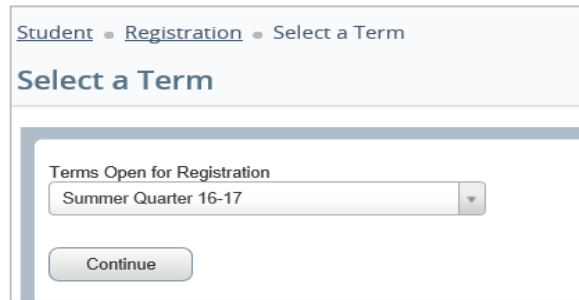 Student Registration Select a Term
Select a Term
Terms Open for Registration
Summer Quarter 16-17
Continue